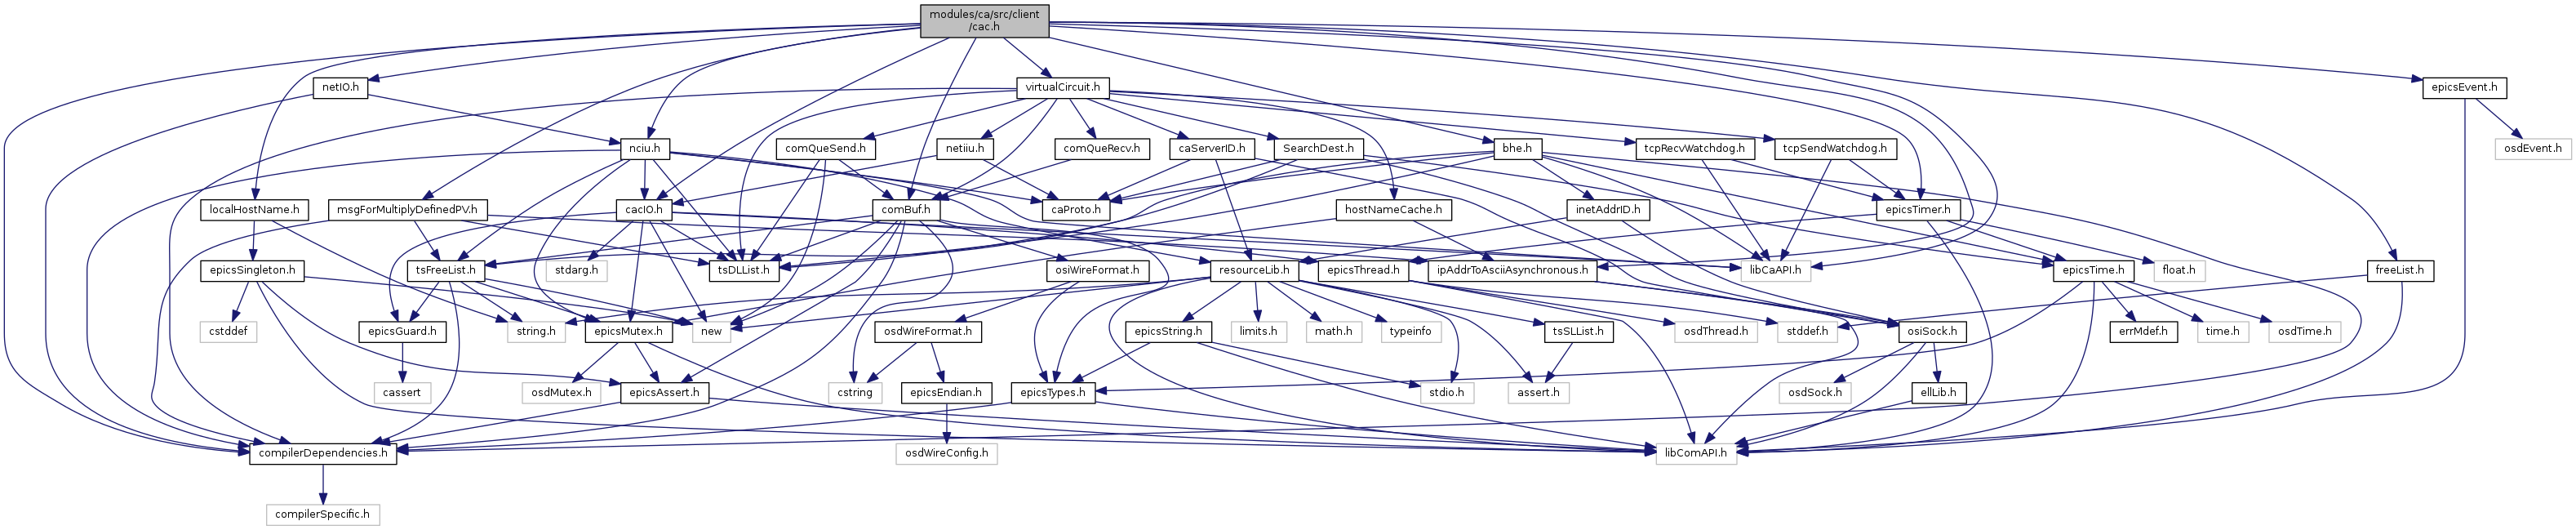 modules/ca/src/client
/cac.h
netIO.h
virtualCircuit.h
epicsEvent.h
nciu.h
comQueSend.h
netiiu.h
comQueRecv.h
caServerID.h
SearchDest.h
bhe.h
tcpRecvWatchdog.h
tcpSendWatchdog.h
osdEvent.h
localHostName.h
msgForMultiplyDefinedPV.h
cacIO.h
comBuf.h
caProto.h
hostNameCache.h
inetAddrID.h
epicsTimer.h
epicsSingleton.h
tsFreeList.h
stdarg.h
tsDLList.h
osiWireFormat.h
resourceLib.h
epicsThread.h
ipAddrToAsciiAsynchronous.h
libCaAPI.h
epicsTime.h
float.h
freeList.h
cstddef
epicsGuard.h
string.h
epicsMutex.h
new
osdWireFormat.h
epicsString.h
limits.h
math.h
typeinfo
tsSLList.h
osdThread.h
stddef.h
osiSock.h
errMdef.h
time.h
osdTime.h
cassert
osdMutex.h
epicsAssert.h
cstring
epicsEndian.h
epicsTypes.h
stdio.h
assert.h
osdSock.h
ellLib.h
compilerDependencies.h
osdWireConfig.h
libComAPI.h
compilerSpecific.h